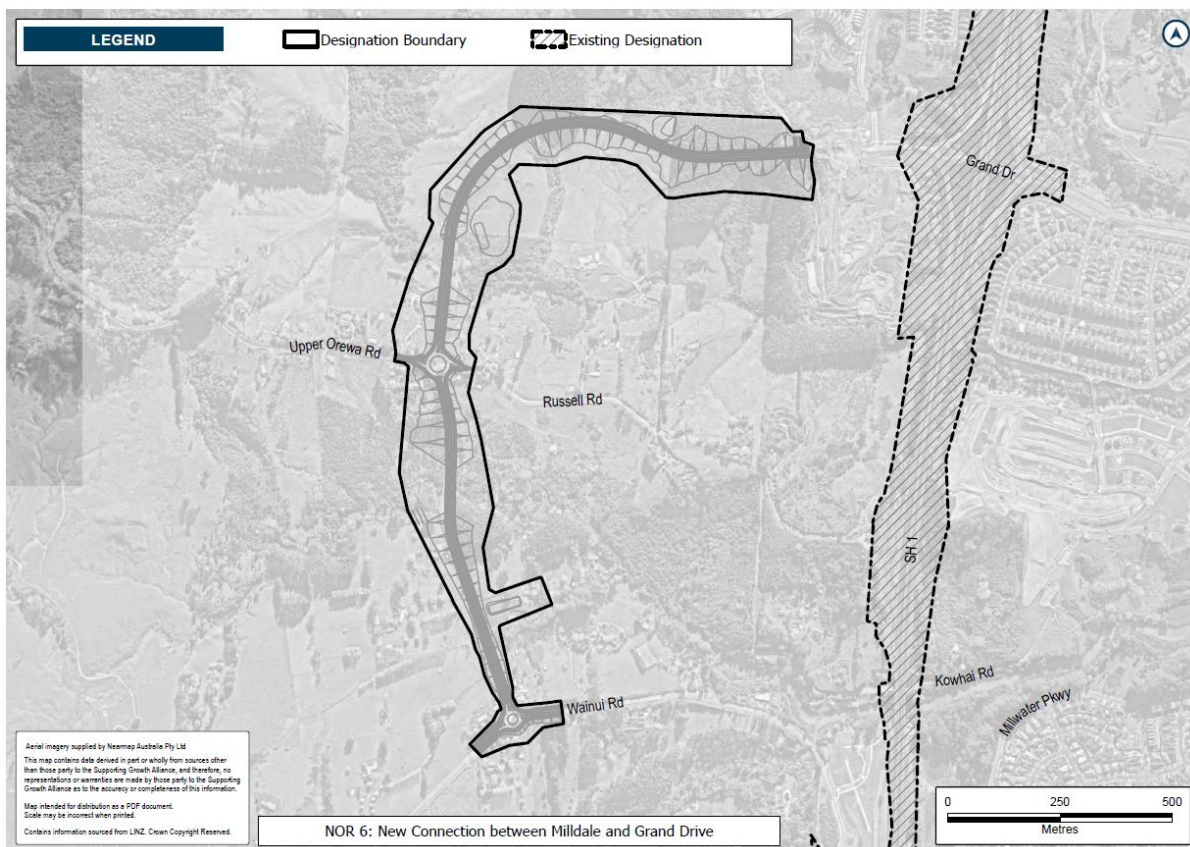 LEGEND
Designation Boundary
Existing Designation
Grand Dr
Upper Orewa Rd
Russell Rd
SH 1
Kowhai Rd
Wainui Rd
Millwater Pkwy
Aerial imagery supplied by Nearmap Australia Pty Ltd
This map contains data derived in part or wholly from sources other
than those party to the Supporting Growth Alliance, and therefore, no
representations or warranties are made by those party to the Supporting
Growth Alliance as to the accuracy or completeness of this information.
Map intended for distribution as a PDF document.
Scale may be incorrect when printed.
Contains information sourced from LINZ. Crown Copyright Reserved.
NOR 6: New Connection between Milldale and Grand Drive
0 250 500
Metres